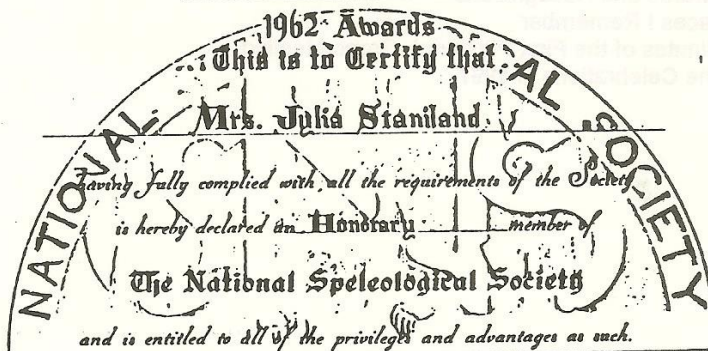 1962 Awards
This is to Certify that
Mrs. Julia Staniland
having fully complied with all the requirements of the Society
is hereby declared an Honorary member of
The National Speleological Society
and is entitled to all of the privileges and advantages as such.
NATIONAL AL SOCIETY